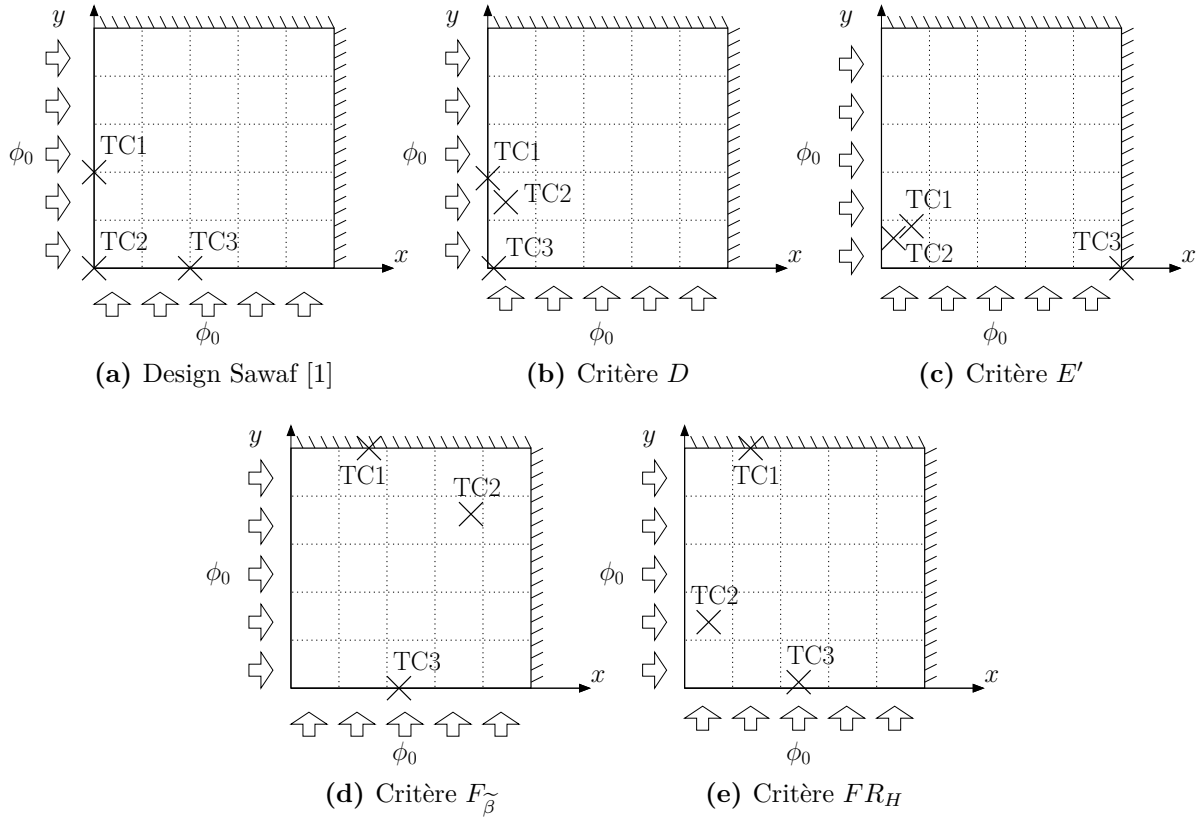 y
TC1
ϕ₀
TC2
TC3
x
ϕ₀
(a) Design Sawaf [1]
y
TC1
ϕ₀
TC2
TC3
x
ϕ₀
(b) Critère D
y
ϕ₀
TC1
TC2
TC3
x
ϕ₀
(c) Critère E′
y
TC1
TC2
ϕ₀
TC3
x
ϕ₀
(d) Critère F_β̃
y
TC1
ϕ₀
TC2
TC3
x
ϕ₀
(e) Critère FR_H